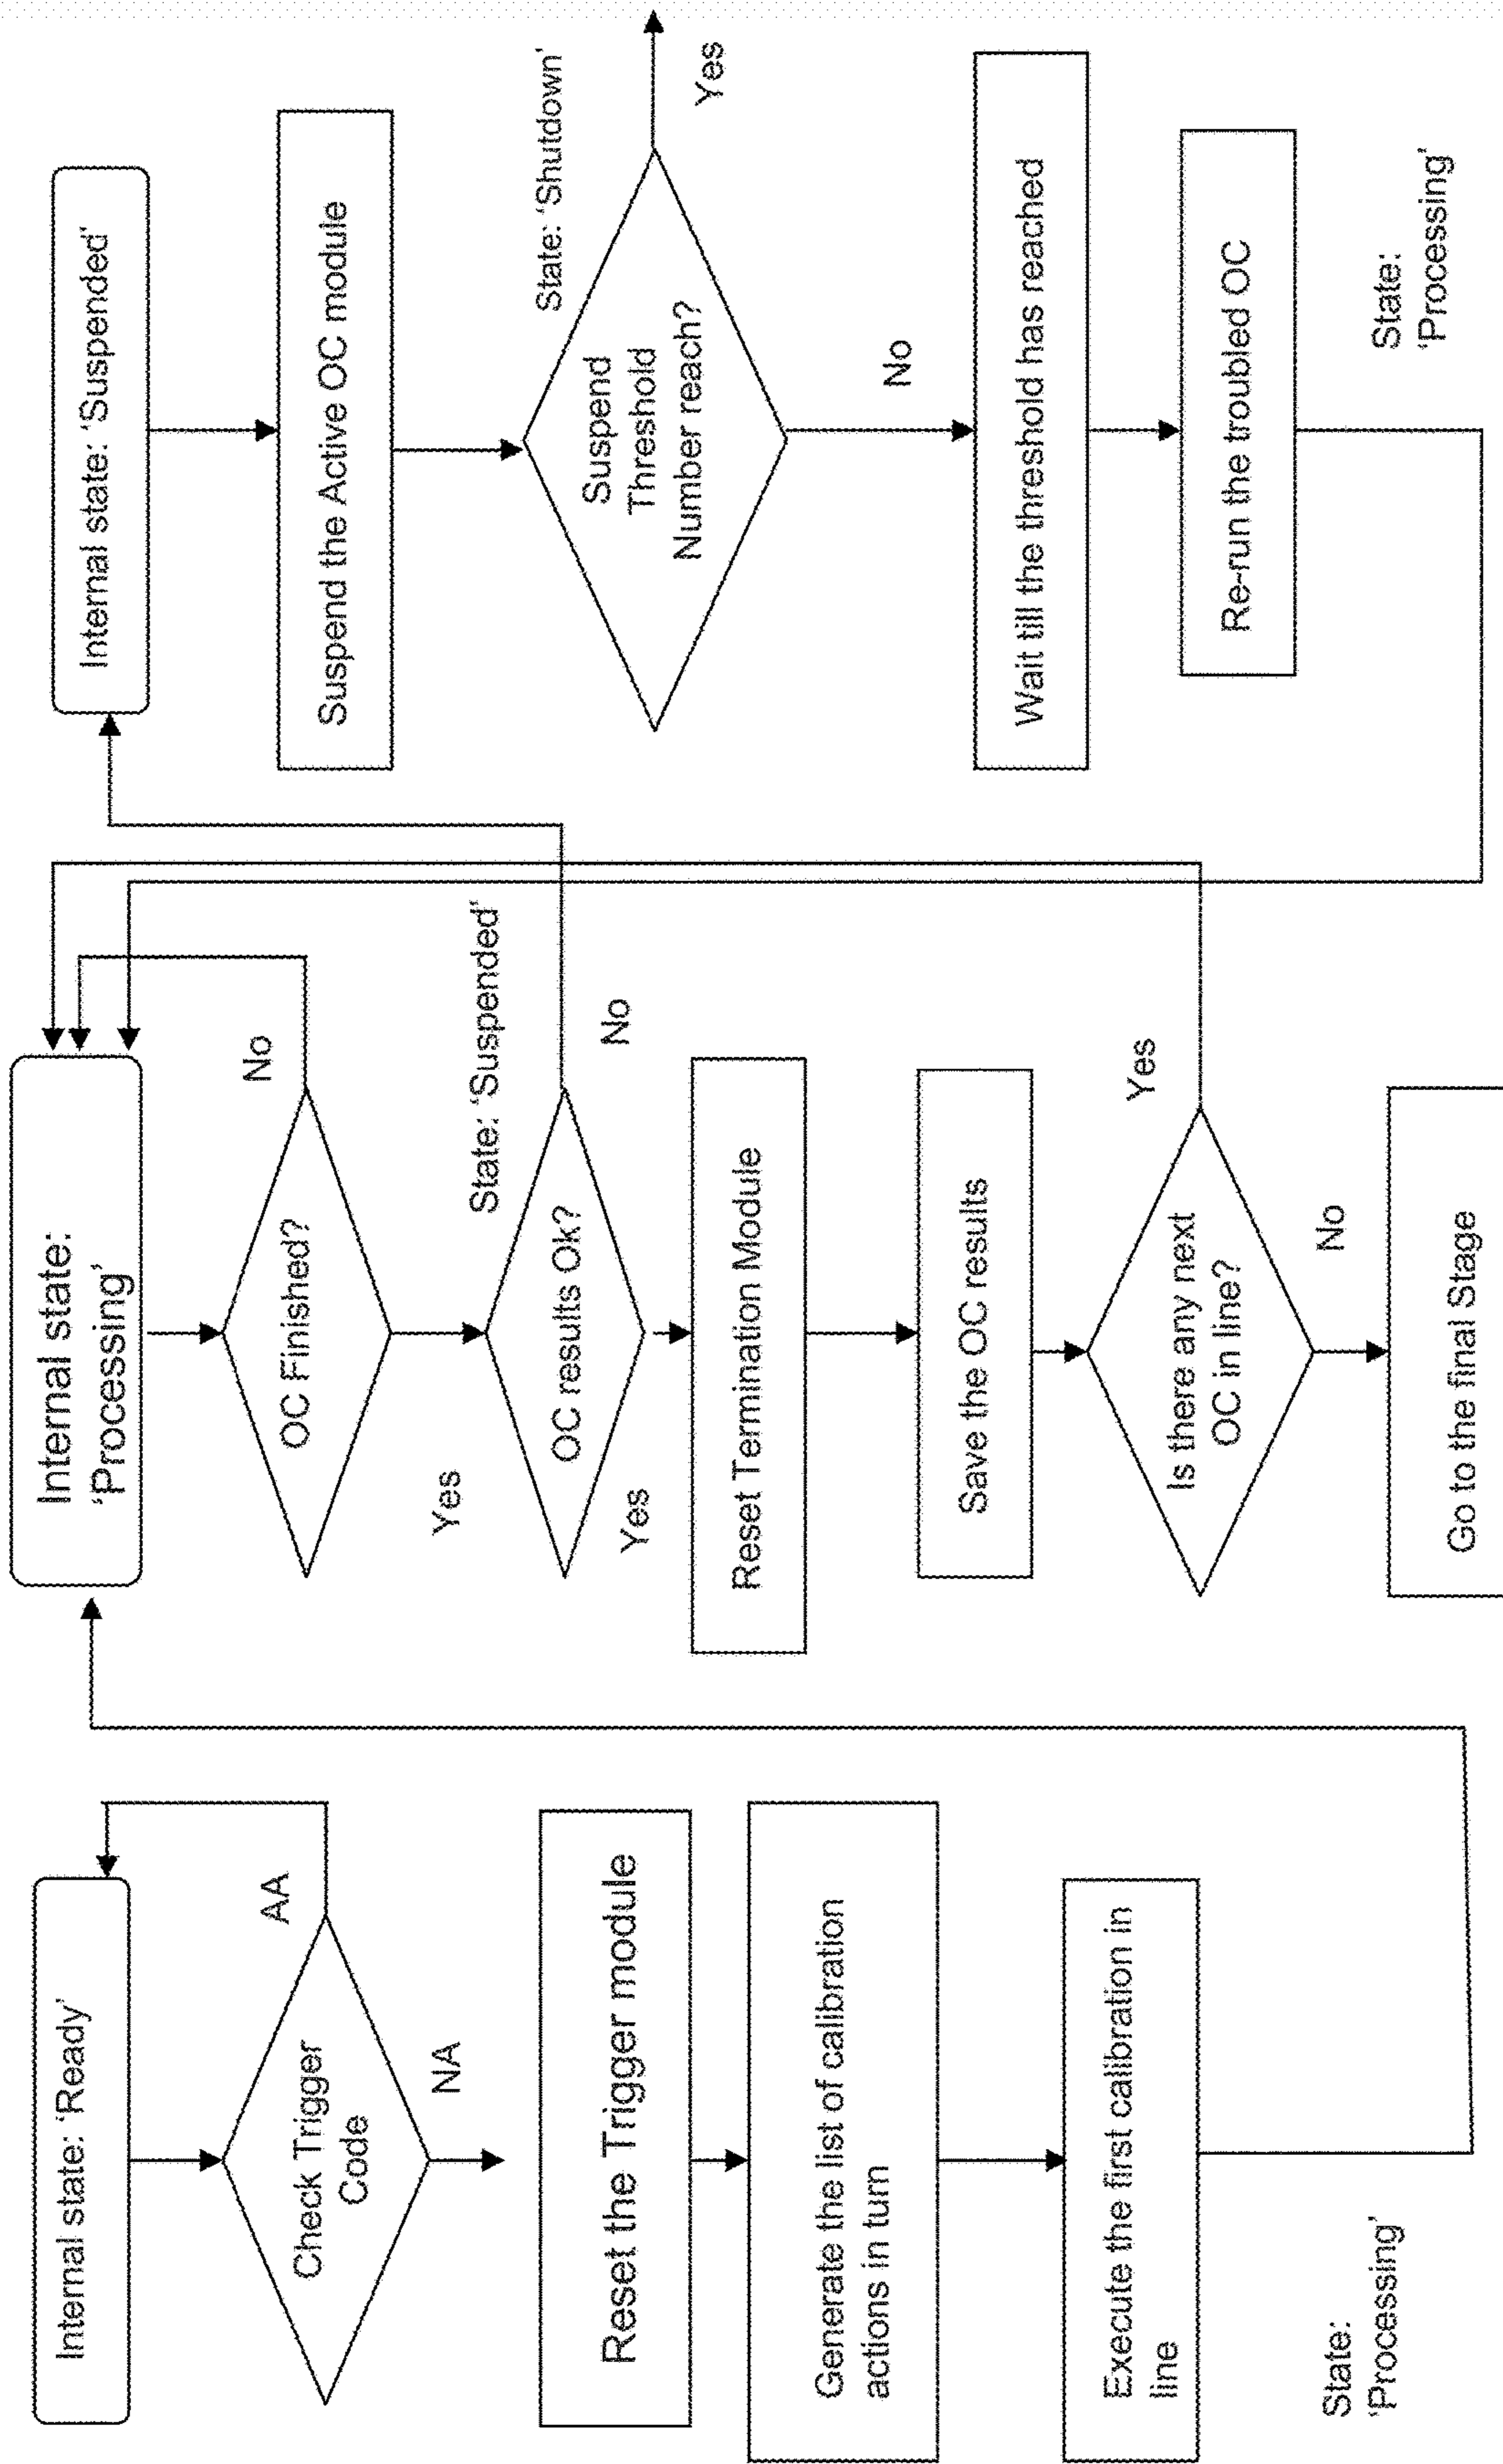 Internal state: 'Ready'
Check Trigger
Code
AA
NA
Reset the Trigger module
Generate the list of calibration
actions in turn
Execute the first calibration in
line
State:
'Processing'
Internal state:
'Processing'
OC Finished?
No
Yes
State: 'Suspended'
OC results Ok?
No
Yes
Reset Termination Module
Save the OC results
Is there any next
OC in line?
Yes
No
Go to the final Stage
Internal state: 'Suspended'
Suspend the Active OC module
State: 'Shutdown'
Suspend
Threshold
Number reach?
Yes
No
Wait till the threshold has reached
Re-run the troubled OC
State:
'Processing'